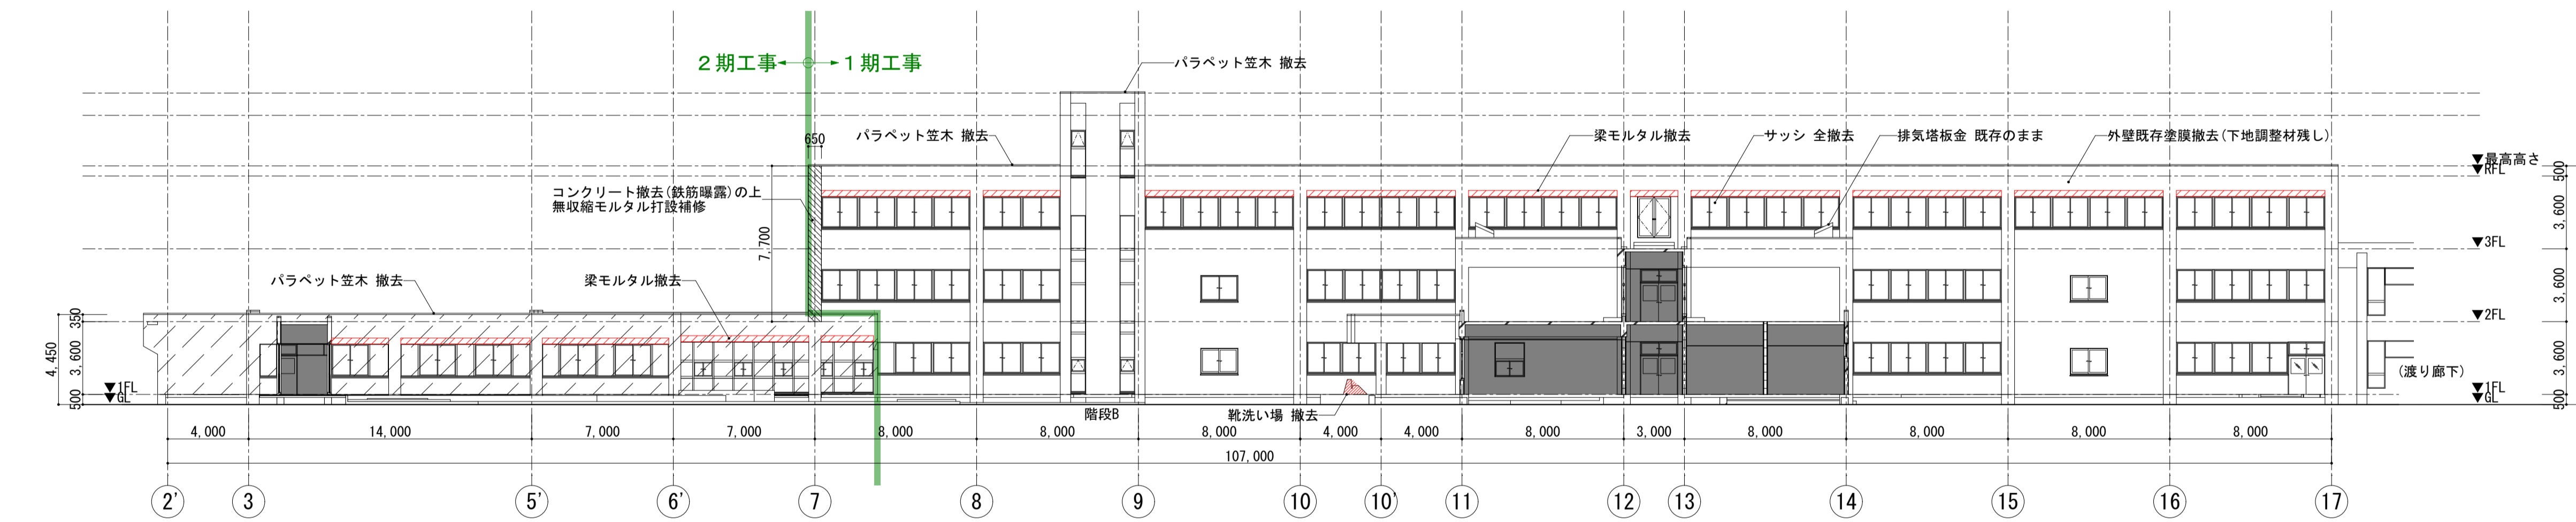 2期工事
1期工事
パラペット笠木 撤去
650
パラペット笠木 撤去
梁モルタル撤去
サッシ 全撤去
排気塔板金 既存のまま
外壁既存塗膜撤去(下地調整材残し)
コンクリート撤去(鉄筋曝露)の上
無収縮モルタル打設補修
7,700
▼最高高さ
▼RFL
500
3,600
▼3FL
3,600
▼2FL
3,600
▼1FL
▼GL
500
パラペット笠木 撤去
梁モルタル撤去
350
4,450
3,600
500
▼1FL
▼GL
(渡り廊下)
階段B
靴洗い場 撤去
4,000 14,000 7,000 7,000 8,000 8,000 8,000 4,000 4,000 8,000 3,000 8,000 8,000 8,000 8,000
107,000
2' 3 5' 6' 7 8 9 10 10' 11 12 13 14 15 16 17